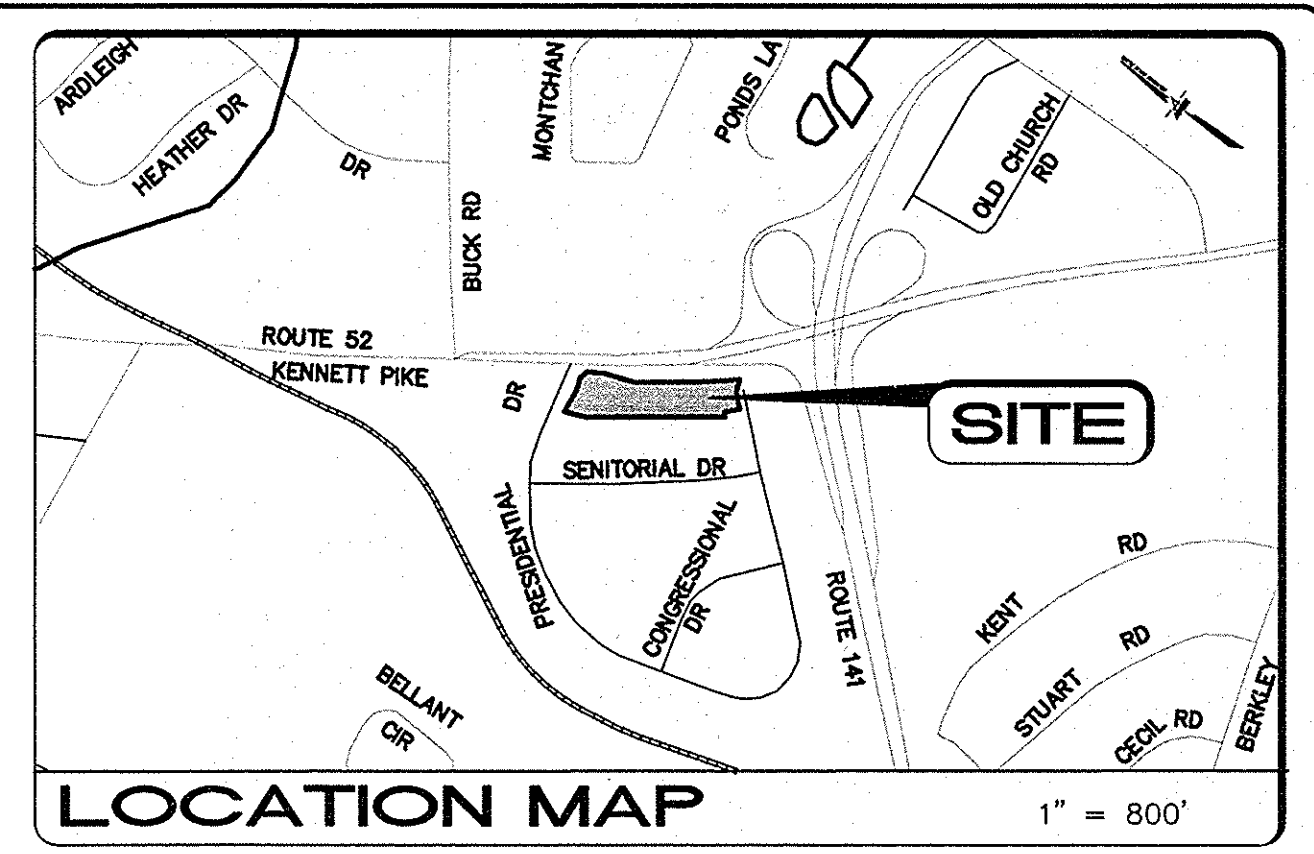 ARDLEIGH
HEATHER DR
DR
BUCK RD
MONTCHAN
PONDS LA
OLD CHURCH
RD
ROUTE 52
KENNETT PIKE
DR
SITE
SENITORIAL DR
PRESIDENTIAL
CONGRESSIONAL
DR
ROUTE 141
RD
KENT
RD
STUART
CECIL RD
BERKLEY
BELLANT
CIR
LOCATION MAP
1" = 800'